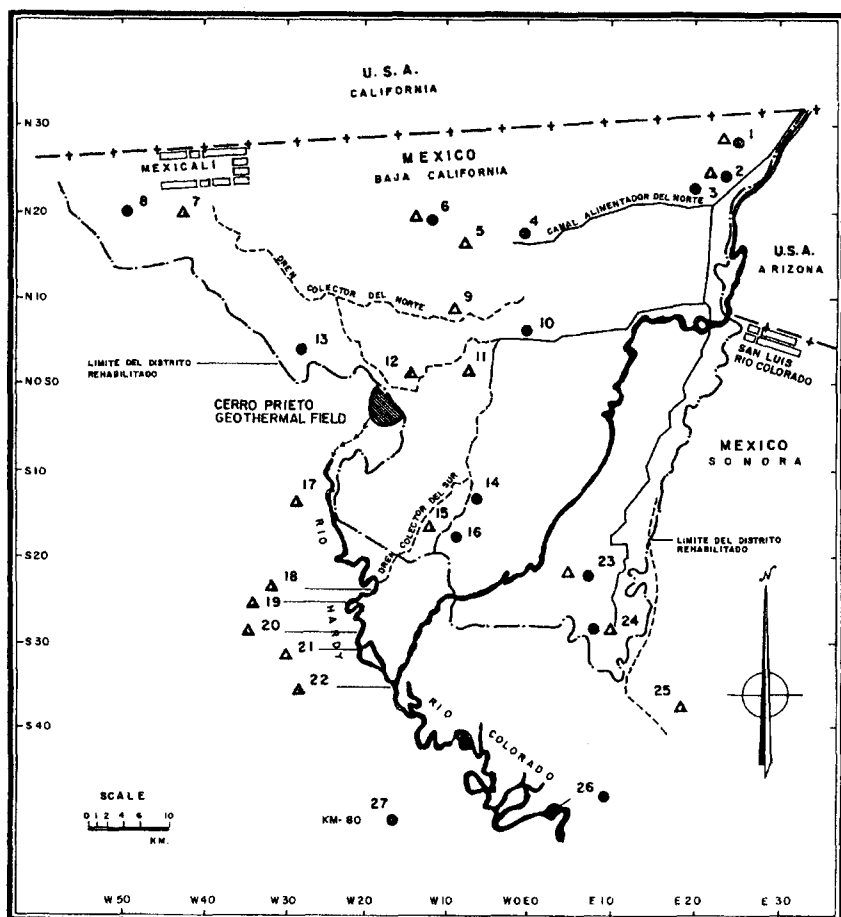 U.S.A.
CALIFORNIA
N 30
MEXICALI
MEXICO
BAJA CALIFORNIA
1
2
3
8
7
6
5
4
CANAL ALIMENTADOR DEL NORTE
N 20
U.S.A.
ARIZONA
DREN
COLECTOR DEL NORTE
N 10
9
10
13
12
11
LIMITE DEL DISTRITO
REHABILITADO
SAN LUIS
RIO COLORADO
N 0 S 0
CERRO PRIETO
GEOTHERMAL FIELD
MEXICO
SONORA
S 10
17
14
15
16
DREN COLECTOR DEL SUR
RIO
HARDY
LIMITE DEL DISTRITO
REHABILITADO
S 20
18
23
19
20
24
S 30
21
22
25
N
RIO
COLORADO
S 40
SCALE
0 1 2 4 6 10
KM.
27
KM-80
26
W 50
W 40
W 30
W 20
W 10
W 0 E 0
E 10
E 20
E 30